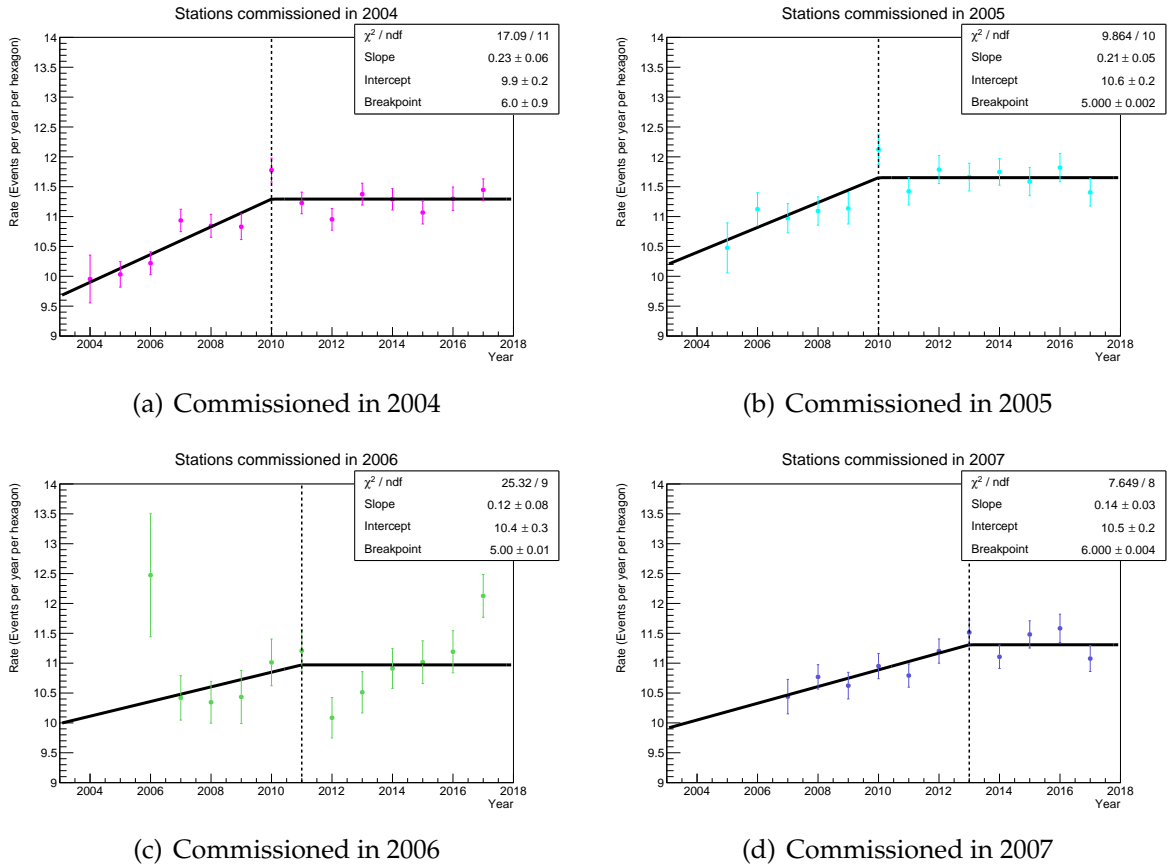 Stations commissioned in 2004
χ² / ndf 17.09 / 11
Slope 0.23 ± 0.06
Intercept 9.9 ± 0.2
Breakpoint 6.0 ± 0.9
Rate (Events per year per hexagon)
14
13.5
13
12.5
12
11.5
11
10.5
10
9.5
9
2004 2006 2008 2010 2012 2014 2016 2018
Year
(a) Commissioned in 2004
Stations commissioned in 2005
χ² / ndf 9.864 / 10
Slope 0.21 ± 0.05
Intercept 10.6 ± 0.2
Breakpoint 5.000 ± 0.002
Rate (Events per year per hexagon)
14
13.5
13
12.5
12
11.5
11
10.5
10
9.5
9
2004 2006 2008 2010 2012 2014 2016 2018
Year
(b) Commissioned in 2005
Stations commissioned in 2006
χ² / ndf 25.32 / 9
Slope 0.12 ± 0.08
Intercept 10.4 ± 0.3
Breakpoint 5.00 ± 0.01
Rate (Events per year per hexagon)
14
13.5
13
12.5
12
11.5
11
10.5
10
9.5
9
2004 2006 2008 2010 2012 2014 2016 2018
Year
(c) Commissioned in 2006
Stations commissioned in 2007
χ² / ndf 7.649 / 8
Slope 0.14 ± 0.03
Intercept 10.5 ± 0.2
Breakpoint 6.000 ± 0.004
Rate (Events per year per hexagon)
14
13.5
13
12.5
12
11.5
11
10.5
10
9.5
9
2004 2006 2008 2010 2012 2014 2016 2018
Year
(d) Commissioned in 2007